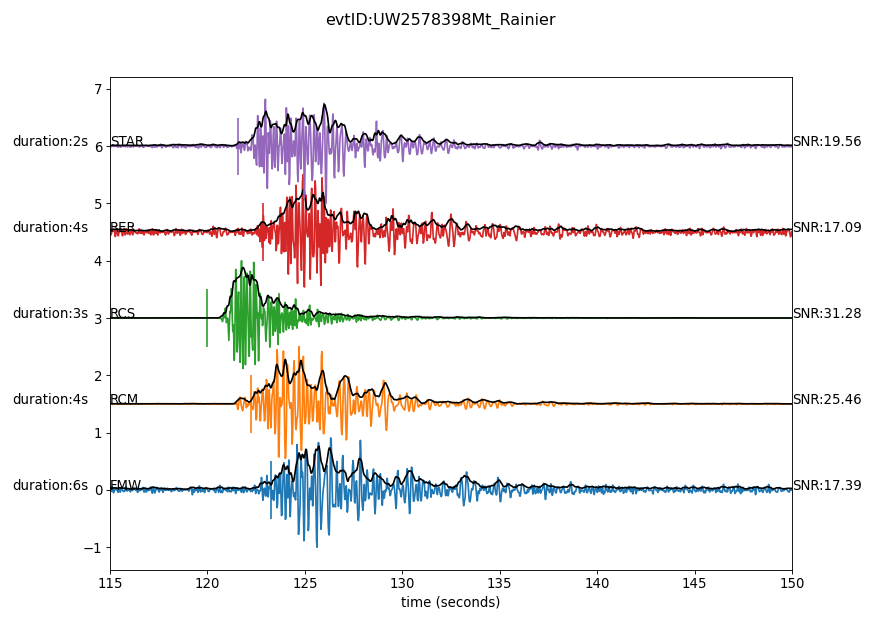 evtID:UW2578398Mt_Rainier
7
duration:2s STAR SNR:19.56
6
5
duration:4s RER SNR:17.09
4
duration:3s RCS SNR:31.28
3
2
duration:4s RCM SNR:25.46
1
duration:6s FMW SNR:17.39
0
−1
115 120 125 130 135 140 145 150
time (seconds)